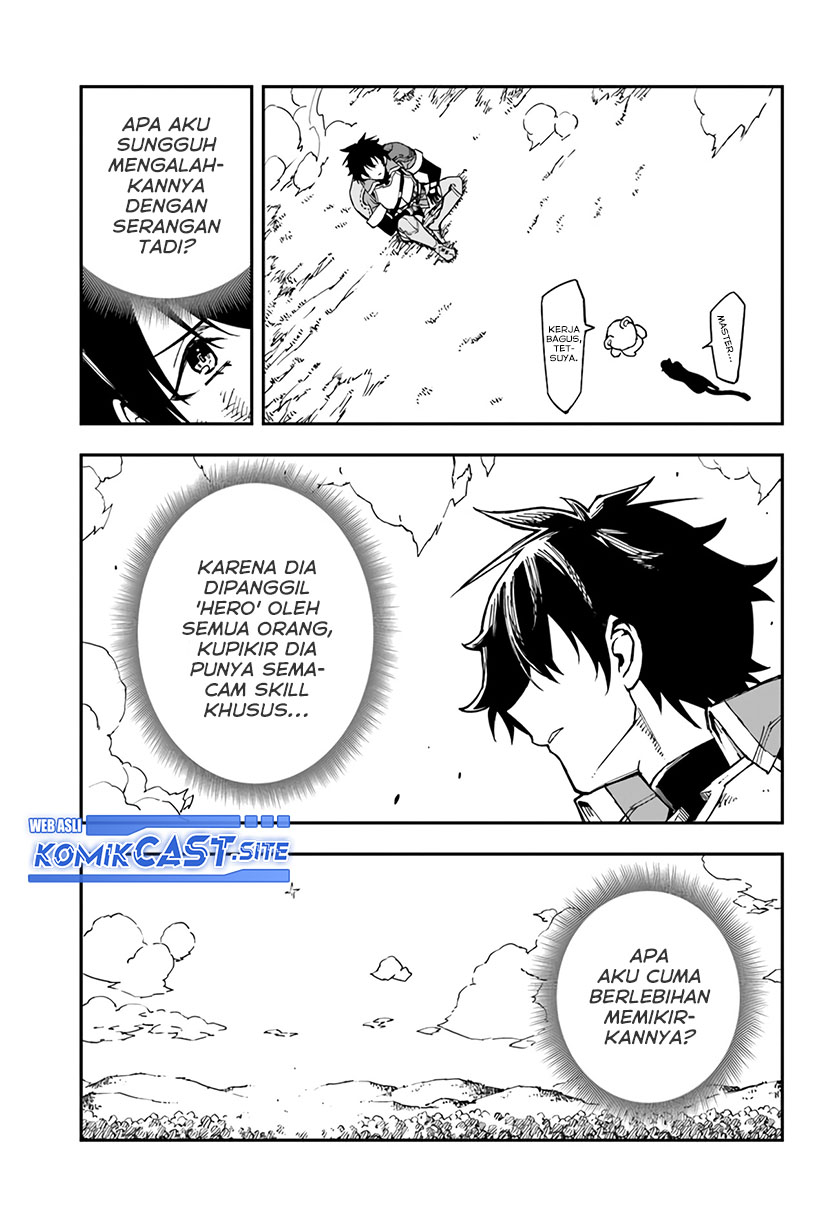 MASTER...
KERJA
BAGUS,
TET-
SUYA.
APA AKU
SUNGGUH
MENGALAH-
KANNYA
DENGAN
SERANGAN
TADI?
KARENA DIA
DIPANGGIL
'HERO' OLEH
SEMUA ORANG,
KUPIKIR DIA
PUNYA SEMA-
CAM SKILL
KHUSUS...
WEB ASLI
KOMIKCAST.SITE
APA
AKU CUMA
BERLEBIHAN
MEMIKIR-
KANNYA?